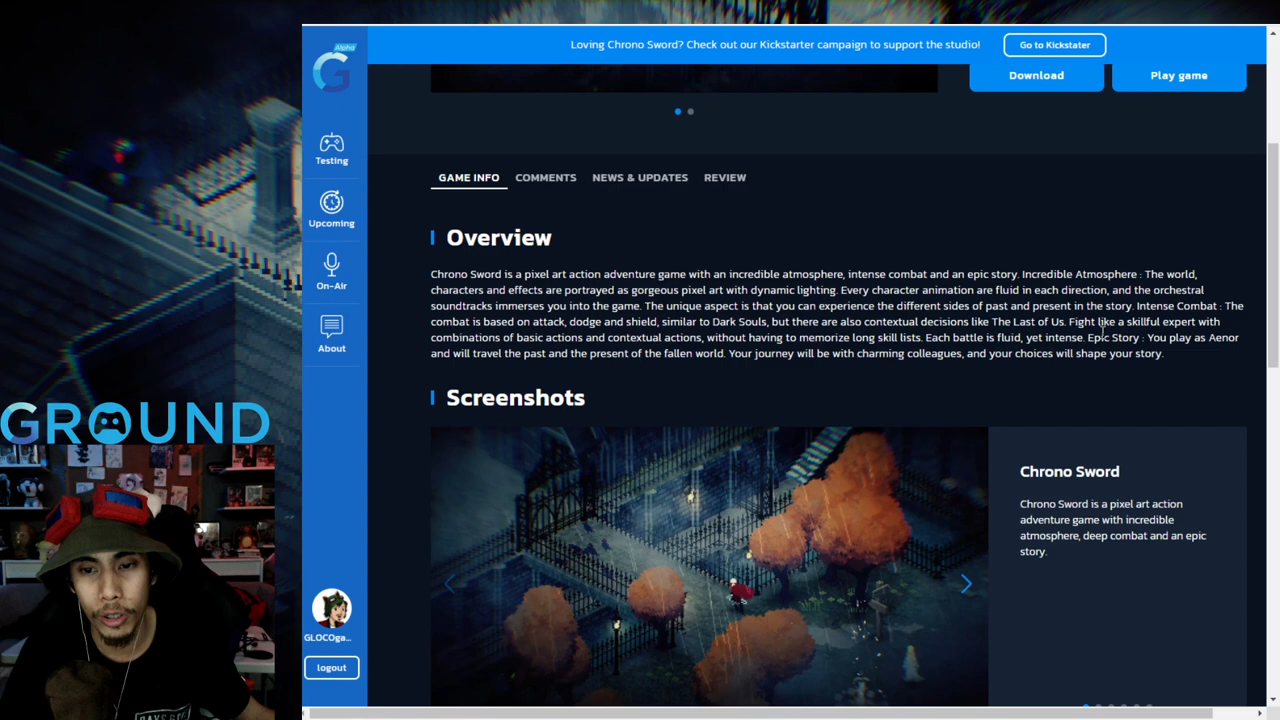 Loving Chrono Sword? Check out our Kickstarter campaign to support the studio!
Go to Kickstater
Alpha
G
Download
Play game
Testing
Upcoming
On-Air
About
GAME INFO
COMMENTS
NEWS & UPDATES
REVIEW
Overview
Chrono Sword is a pixel art action adventure game with an incredible atmosphere, intense combat and an epic story. Incredible Atmosphere : The world,
characters and effects are portrayed as gorgeous pixel art with dynamic lighting. Every character animation are fluid in each direction, and the orchestral
soundtracks immerses you into the game. The unique aspect is that you can experience the different sides of past and present in the story. Intense Combat : The
combat is based on attack, dodge and shield, similar to Dark Souls, but there are also contextual decisions like The Last of Us. Fight like a skillful expert with
combinations of basic actions and contextual actions, without having to memorize long skill lists. Each battle is fluid, yet intense. Epic Story : You play as Aenor
and will travel the past and the present of the fallen world. Your journey will be with charming colleagues, and your choices will shape your story.
Screenshots
Chrono Sword
Chrono Sword is a pixel art action
adventure game with incredible
atmosphere, deep combat and an epic
story.
GROUND
GLOCOga...
logout